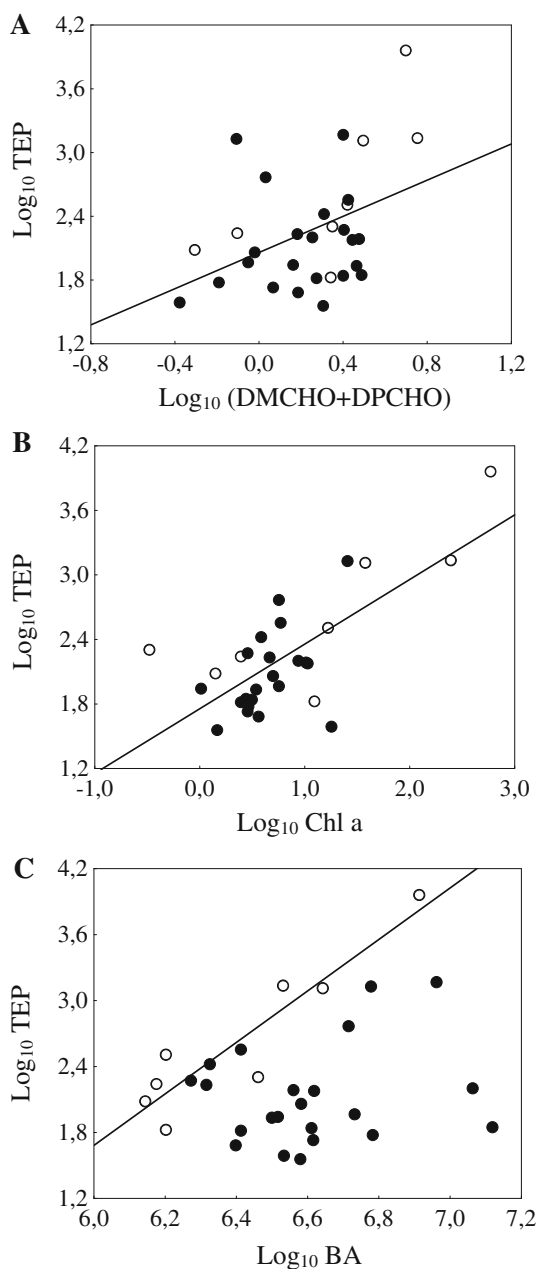 A
Log10 TEP
4,2
3,6
3,0
2,4
1,8
1,2
-0,8 -0,4 0,0 0,4 0,8 1,2
Log10 (DMCHO+DPCHO)
B
Log10 TEP
4,2
3,6
3,0
2,4
1,8
1,2
-1,0 0,0 1,0 2,0 3,0
Log10 Chl a
C
Log10 TEP
4,2
3,6
3,0
2,4
1,8
1,2
6,0 6,2 6,4 6,6 6,8 7,0 7,2
Log10 BA